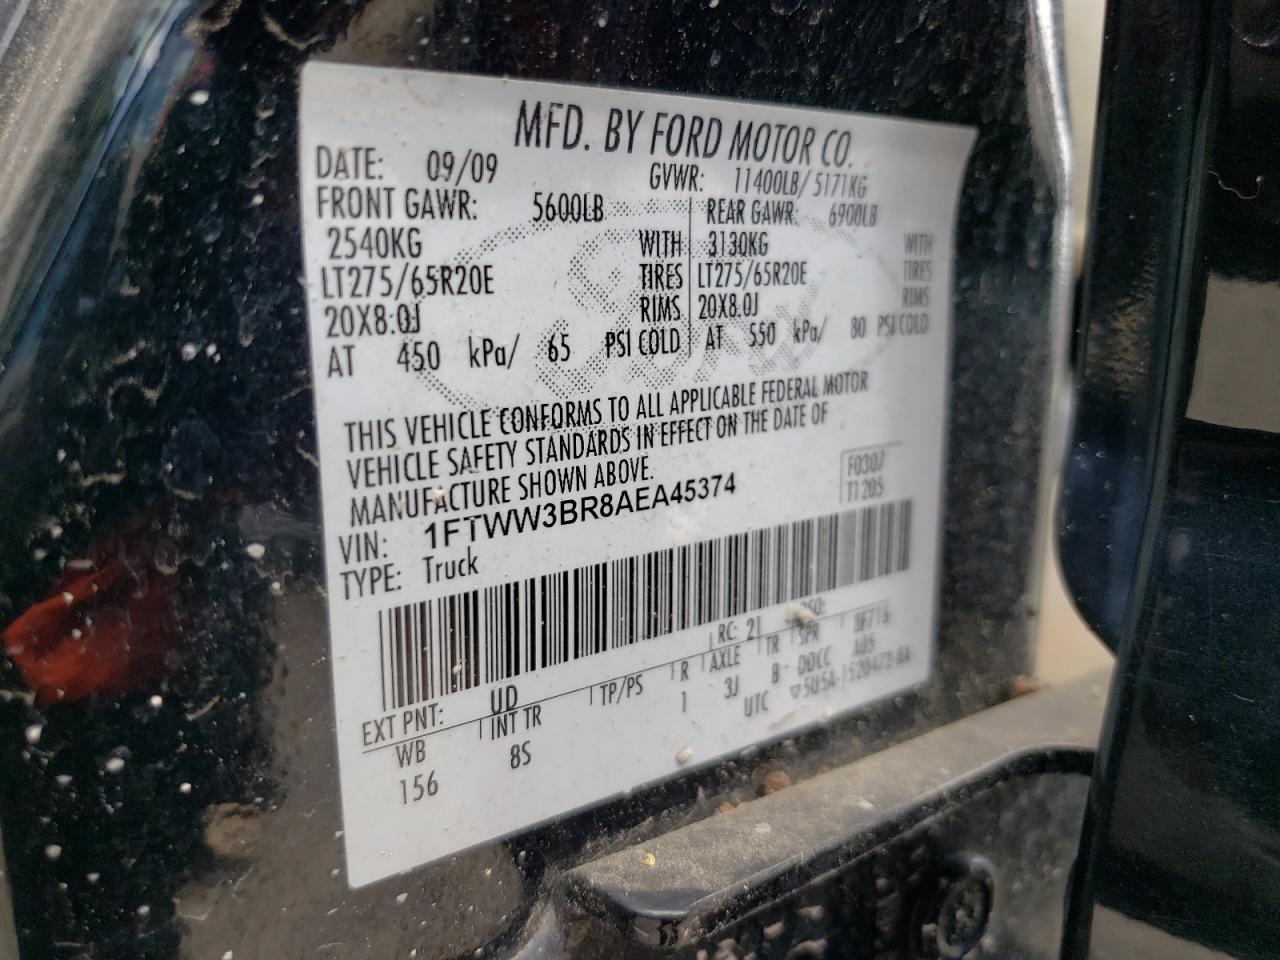 MFD. BY FORD MOTOR CO.
DATE: 09/09 GVWR: 11400LB/ 5171KG
FRONT GAWR: 5600LB REAR GAWR: 6900LB
2540KG WITH 3130KG WITH
LT275/65R20E TIRES LT275/65R20E TIRES
20X8.0J RIMS 20X8.0J RIMS
AT 450 kPa/ 65 PSI COLD AT 550 kPa/ 80 PSI COLD
THIS VEHICLE CONFORMS TO ALL APPLICABLE FEDERAL MOTOR
VEHICLE SAFETY STANDARDS IN EFFECT ON THE DATE OF
MANUFACTURE SHOWN ABOVE.
VIN: 1FTWW3BR8AEA45374
F0307
T1205
TYPE: Truck
EXT PNT: UD RC: 21 DSO:
WB INT TR TP/PS R AXLE TR SPR 9F716
156 8S 1 3J B DDCC A05
UTC